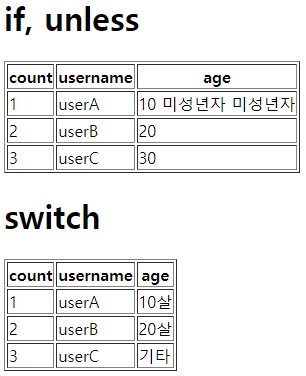 if, unless
count username age
1 userA 10 미성년자 미성년자
2 userB 20
3 userC 30
switch
count username age
1 userA 10살
2 userB 20살
3 userC 기타